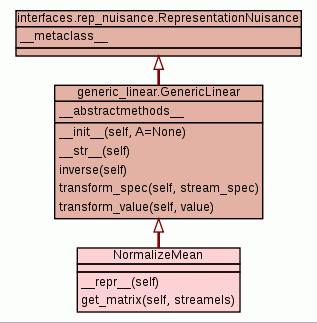 interfaces.rep_nuisance.RepresentationNuisance
__metaclass__
generic_linear.GenericLinear
__abstractmethods__
__init__(self, A=None)
__str__(self)
inverse(self)
transform_spec(self, stream_spec)
transform_value(self, value)
NormalizeMean
__repr__(self)
get_matrix(self, streamels)